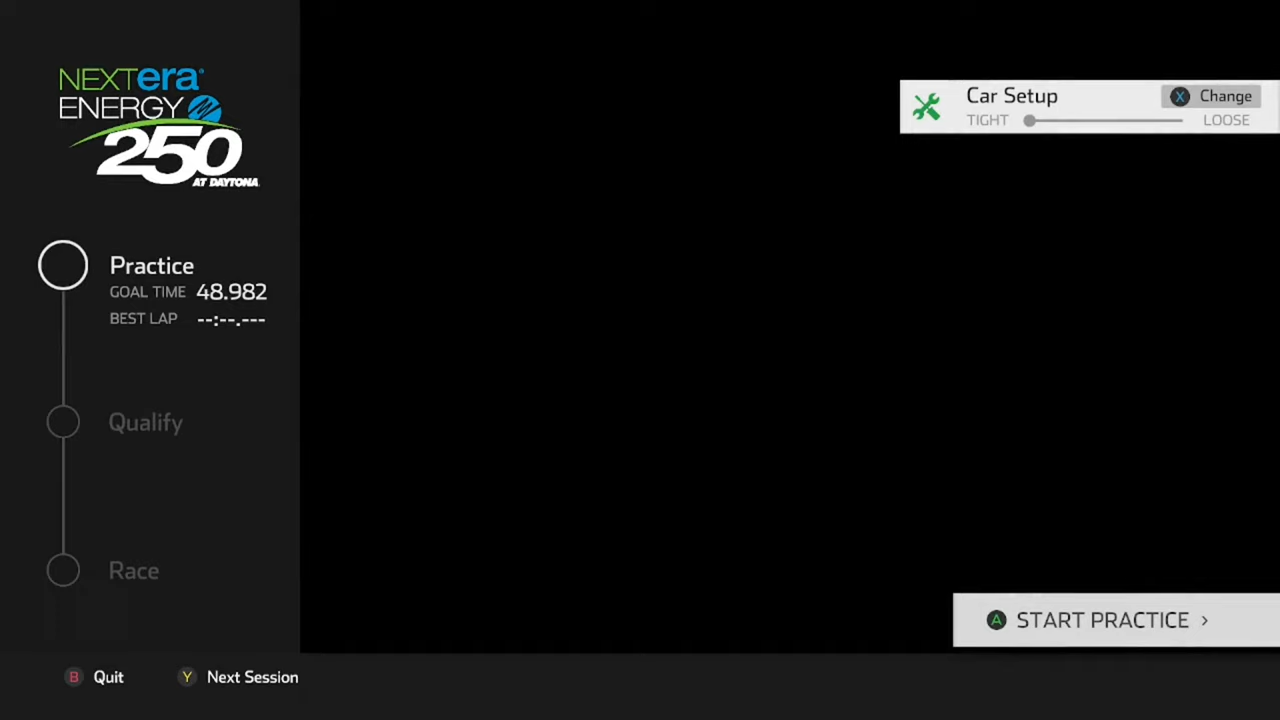 NEXTera®
ENERGY
250
AT DAYTONA.
Practice
GOAL TIME 48.982
BEST LAP --:--.---
Qualify
Race
Car Setup
X Change
TIGHT LOOSE
A START PRACTICE ›
B Quit
Y Next Session